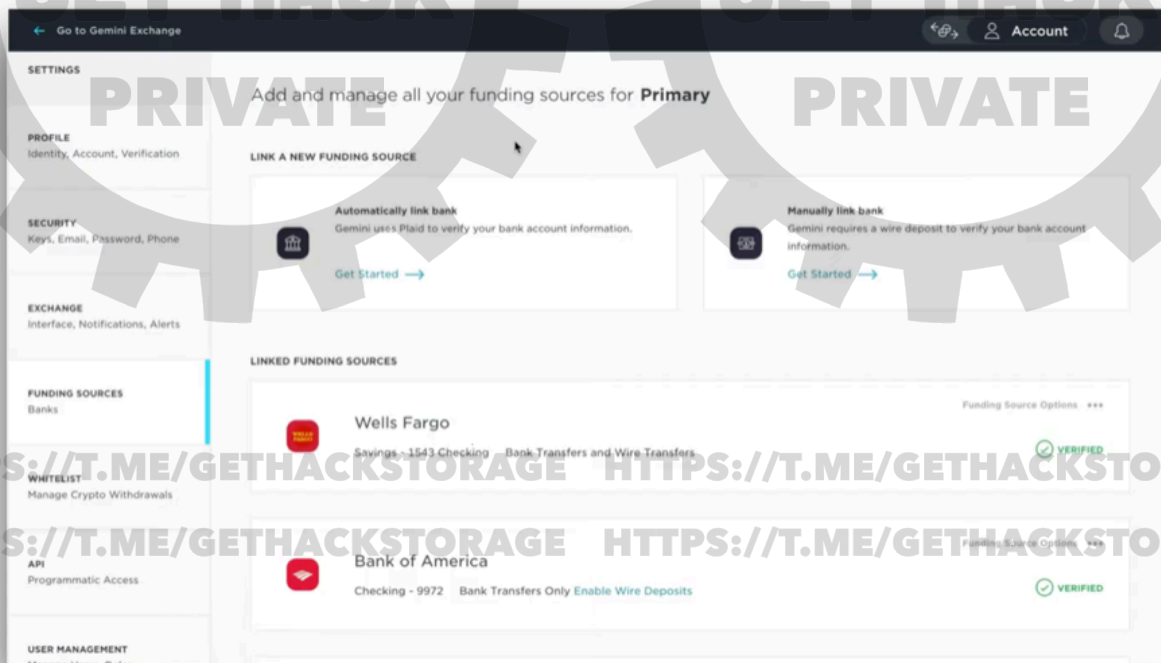 GET HACK
Go to Gemini Exchange
Account
SETTINGS
PRIVATE PRIVATE
Add and manage all your funding sources for Primary
PROFILE
Identity, Account, Verification
LINK A NEW FUNDING SOURCE
SECURITY
Keys, Email, Password, Phone
Automatically link bank
Gemini uses Plaid to verify your bank account information.
Get Started →
Manually link bank
Gemini requires a wire deposit to verify your bank account
information.
Get Started →
EXCHANGE
Interface, Notifications, Alerts
LINKED FUNDING SOURCES
FUNDING SOURCES
Banks
Funding Source Options •••
WELLS
FARGO
Wells Fargo
Savings - 1543 Checking Bank Transfers and Wire Transfers
VERIFIED
S://T.ME/GETHACKSTORAGE HTTPS://T.ME/GETHACKSTO
WHITELIST
Manage Crypto Withdrawals
S://T.ME/GETHACKSTORAGE HTTPS://T.ME/GETHACKSTO
Funding Source Options •••
Bank of America
Checking - 9972 Bank Transfers Only Enable Wire Deposits
VERIFIED
API
Programmatic Access
USER MANAGEMENT